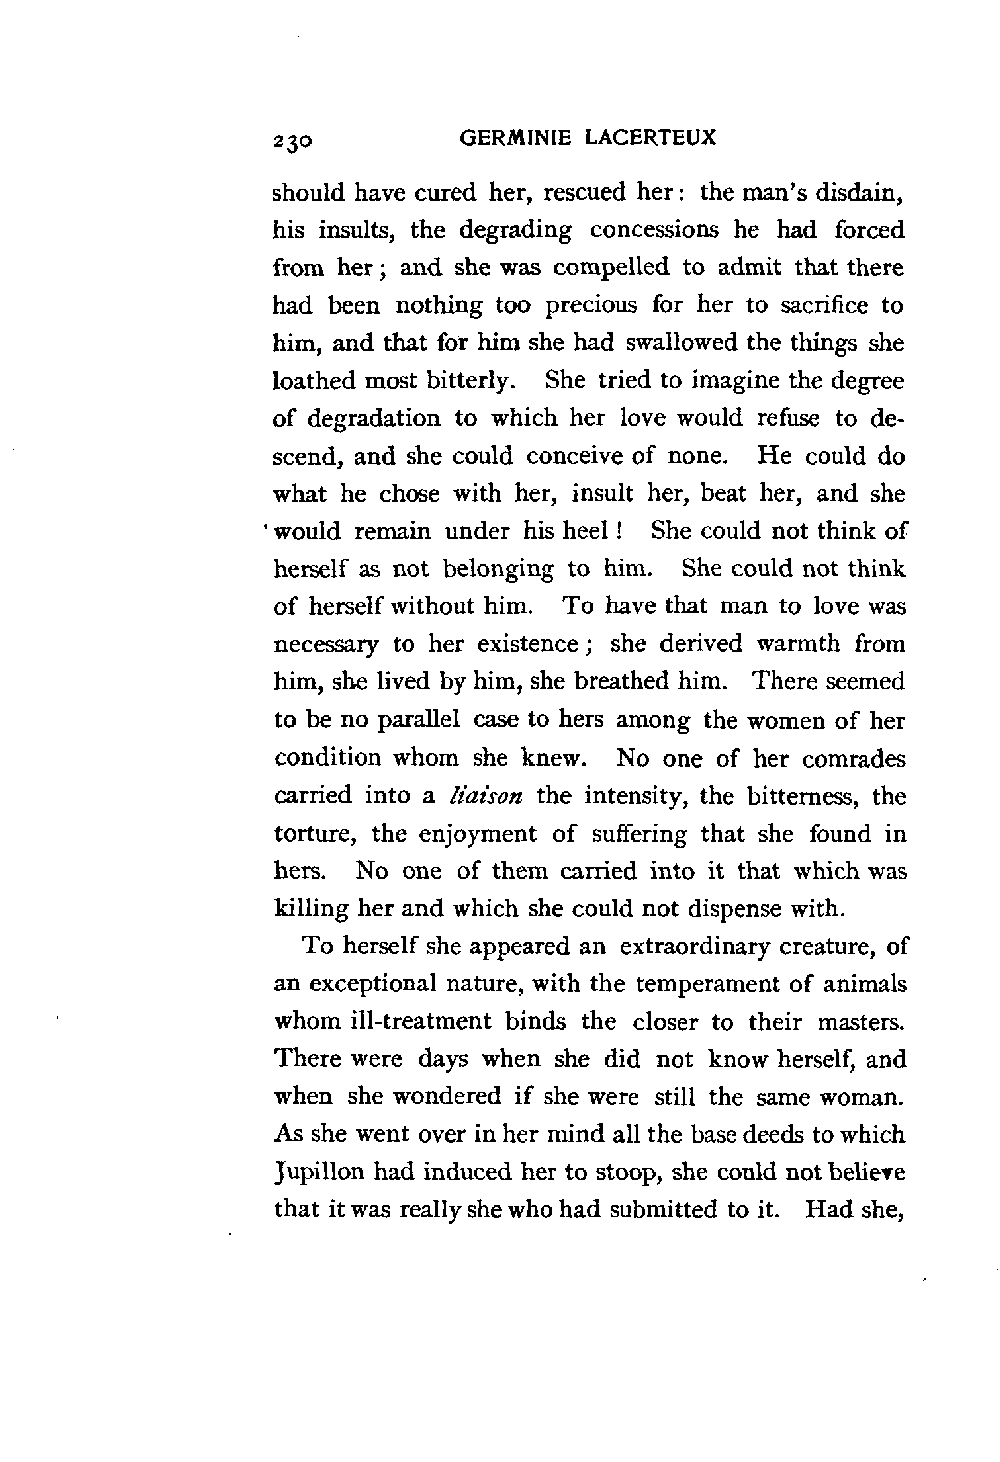 230 GERMINIE LACERTEUX
should have cured her, rescued her: the man's disdain,
his insults, the degrading concessions he had forced
from her; and she was compelled to admit that there
had been nothing too precious for her to sacrifice to
him, and that for him she had swallowed the things she
loathed most bitterly. She tried to imagine the degree
of degradation to which her love would refuse to de-
scend, and she could conceive of none. He could do
what he chose with her, insult her, beat her, and she
would remain under his heel! She could not think of
herself as not belonging to him. She could not think
of herself without him. To have that man to love was
necessary to her existence; she derived warmth from
him, she lived by him, she breathed him. There seemed
to be no parallel case to hers among the women of her
condition whom she knew. No one of her comrades
carried into a liaison the intensity, the bitterness, the
torture, the enjoyment of suffering that she found in
hers. No one of them carried into it that which was
killing her and which she could not dispense with.
To herself she appeared an extraordinary creature, of
an exceptional nature, with the temperament of animals
whom ill-treatment binds the closer to their masters.
There were days when she did not know herself, and
when she wondered if she were still the same woman.
As she went over in her mind all the base deeds to which
Jupillon had induced her to stoop, she could not believe
that it was really she who had submitted to it. Had she,